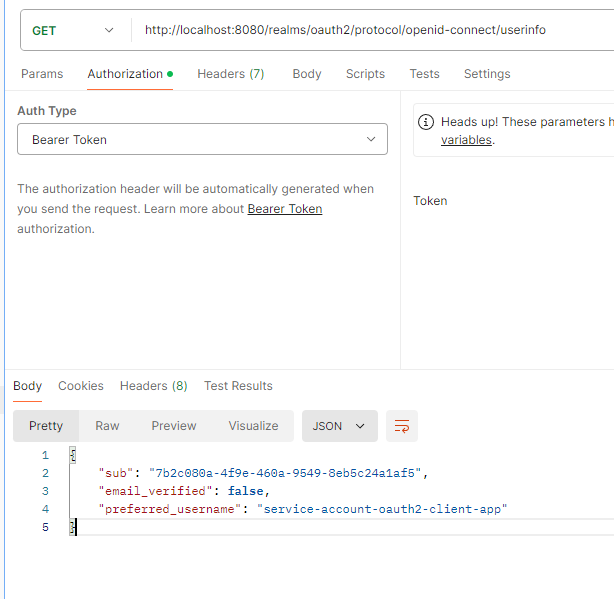 GET http://localhost:8080/realms/oauth2/protocol/openid-connect/userinfo
Params Authorization Headers (7) Body Scripts Tests Settings
Auth Type
Bearer Token
The authorization header will be automatically generated when
you send the request. Learn more about Bearer Token
authorization.
Heads up! These parameters h
variables.
Token
Body Cookies Headers (8) Test Results
Pretty Raw Preview Visualize JSON
1 {
2 "sub": "7b2c080a-4f9e-460a-9549-8eb5c24a1af5",
3 "email_verified": false,
4 "preferred_username": "service-account-oauth2-client-app"
5 }